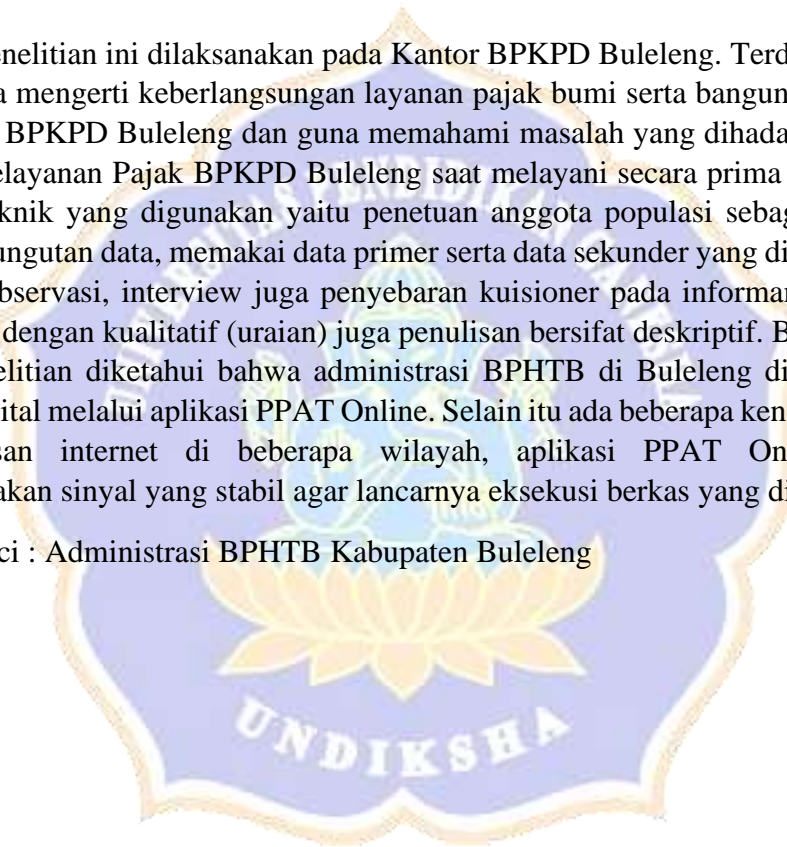 enelitian ini dilaksanakan pada Kantor BPKPD Buleleng. Terd
a mengerti keberlangsungan layanan pajak bumi serta bangun
BPKPD Buleleng dan guna memahami masalah yang dihada
elayanan Pajak BPKPD Buleleng saat melayani secara prima
knik yang digunakan yaitu penetuan anggota populasi sebag
ungutan data, memakai data primer serta data sekunder yang di
bservasi, interview juga penyebaran kuisioner pada informan
dengan kualitatif (uraian) juga penulisan bersifat deskriptif. B
elitian diketahui bahwa administrasi BPHTB di Buleleng di
ital melalui aplikasi PPAT Online. Selain itu ada beberapa ken
san internet di beberapa wilayah, aplikasi PPAT On
akan sinyal yang stabil agar lancarnya eksekusi berkas yang di
ci : Administrasi BPHTB Kabupaten Buleleng
UNIVERSITAS PENDIDIKAN GANESHA
UNDIKSHA